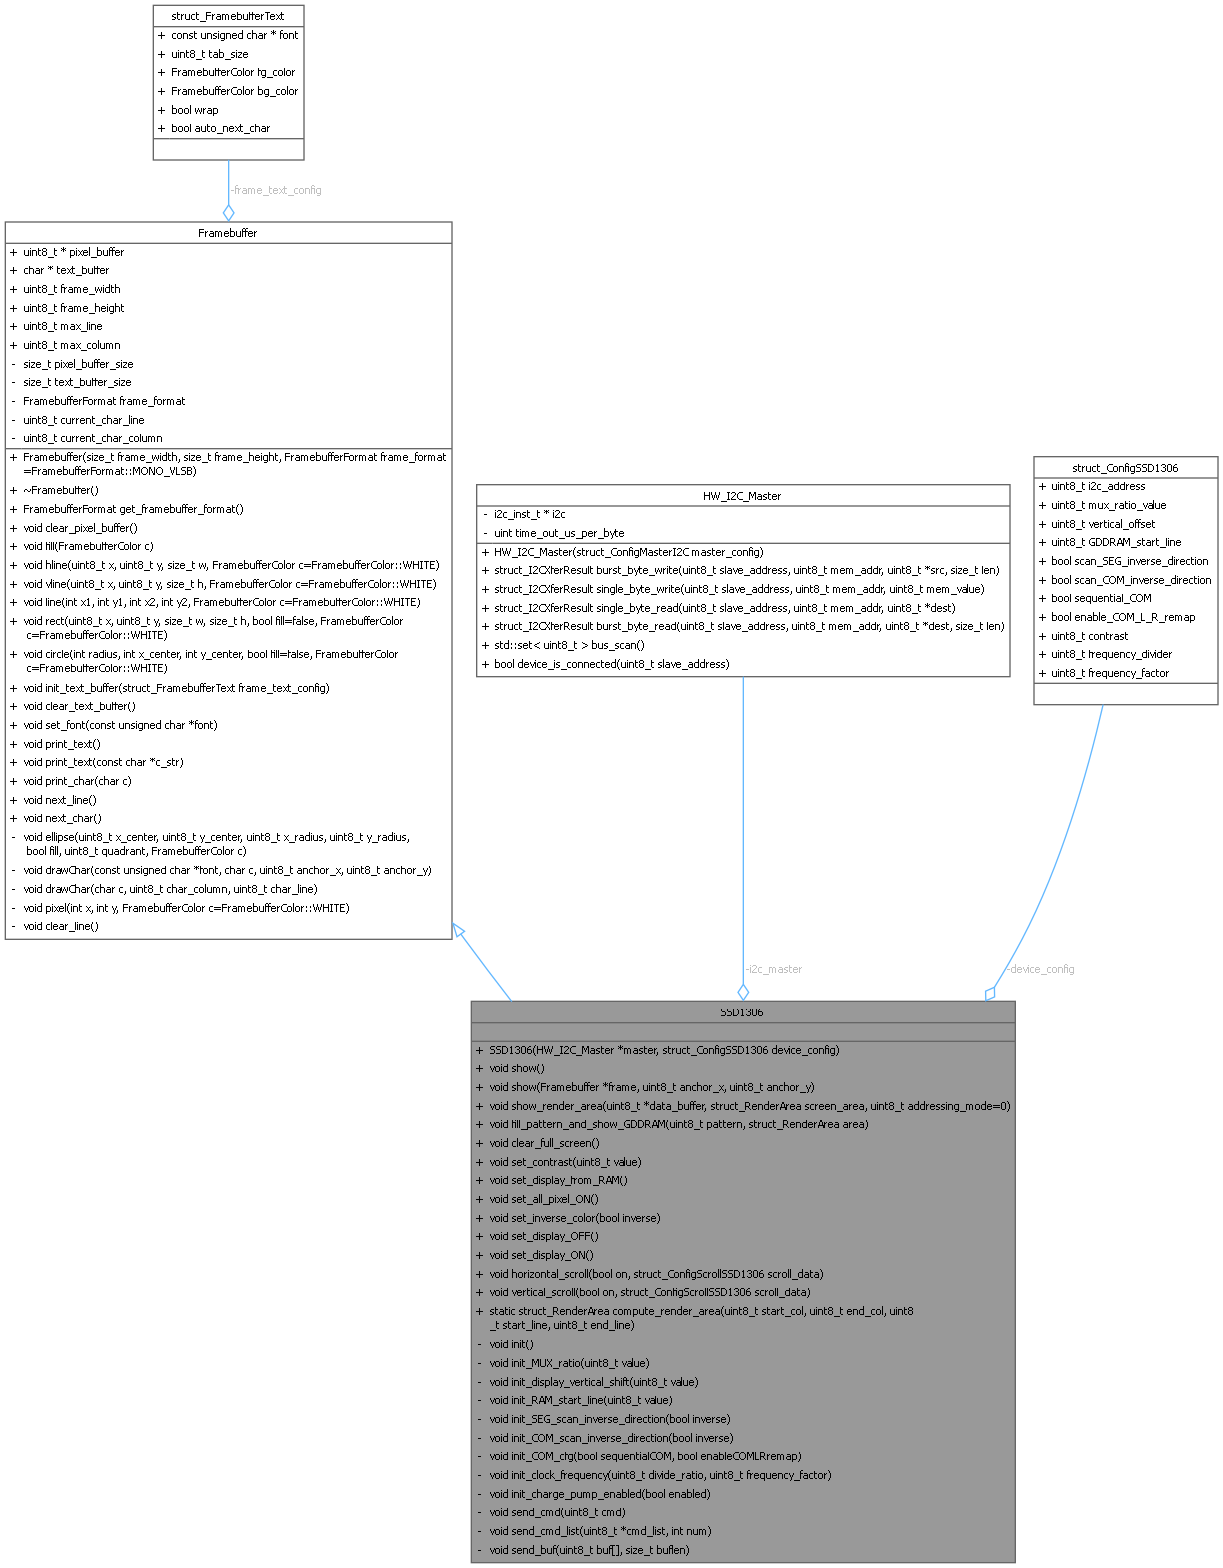 struct_FramebufferText
+ const unsigned char * font
+ uint8_t tab_size
+ FramebufferColor fg_color
+ FramebufferColor bg_color
+ bool wrap
+ bool auto_next_char
-frame_text_config
Framebuffer
+ uint8_t * pixel_buffer
+ char * text_buffer
+ uint8_t frame_width
+ uint8_t frame_height
+ uint8_t max_line
+ uint8_t max_column
- size_t pixel_buffer_size
- size_t text_buffer_size
- FramebufferFormat frame_format
- uint8_t current_char_line
- uint8_t current_char_column
+ Framebuffer(size_t frame_width, size_t frame_height, FramebufferFormat frame_format
=FramebufferFormat::MONO_VLSB)
+ ~Framebuffer()
+ FramebufferFormat get_framebuffer_format()
+ void clear_pixel_buffer()
+ void fill(FramebufferColor c)
+ void hline(uint8_t x, uint8_t y, size_t w, FramebufferColor c=FramebufferColor::WHITE)
+ void vline(uint8_t x, uint8_t y, size_t h, FramebufferColor c=FramebufferColor::WHITE)
+ void line(int x1, int y1, int x2, int y2, FramebufferColor c=FramebufferColor::WHITE)
+ void rect(uint8_t x, uint8_t y, size_t w, size_t h, bool fill=false, FramebufferColor
c=FramebufferColor::WHITE)
+ void circle(int radius, int x_center, int y_center, bool fill=false, FramebufferColor
c=FramebufferColor::WHITE)
+ void init_text_buffer(struct_FramebufferText frame_text_config)
+ void clear_text_buffer()
+ void set_font(const unsigned char *font)
+ void print_text()
+ void print_text(const char *c_str)
+ void print_char(char c)
+ void next_line()
+ void next_char()
- void ellipse(uint8_t x_center, uint8_t y_center, uint8_t x_radius, uint8_t y_radius,
bool fill, uint8_t quadrant, FramebufferColor c)
- void drawChar(const unsigned char *font, char c, uint8_t anchor_x, uint8_t anchor_y)
- void drawChar(char c, uint8_t char_column, uint8_t char_line)
- void pixel(int x, int y, FramebufferColor c=FramebufferColor::WHITE)
- void clear_line()
HW_I2C_Master
- i2c_inst_t * i2c
- uint time_out_us_per_byte
+ HW_I2C_Master(struct_ConfigMasterI2C master_config)
+ struct_I2CXferResult burst_byte_write(uint8_t slave_address, uint8_t mem_addr, uint8_t *src, size_t len)
+ struct_I2CXferResult single_byte_write(uint8_t slave_address, uint8_t mem_addr, uint8_t mem_value)
+ struct_I2CXferResult single_byte_read(uint8_t slave_address, uint8_t mem_addr, uint8_t *dest)
+ struct_I2CXferResult burst_byte_read(uint8_t slave_address, uint8_t mem_addr, uint8_t *dest, size_t len)
+ std::set< uint8_t > bus_scan()
+ bool device_is_connected(uint8_t slave_address)
-i2c_master
struct_ConfigSSD1306
+ uint8_t i2c_address
+ uint8_t mux_ratio_value
+ uint8_t vertical_offset
+ uint8_t GDDRAM_start_line
+ bool scan_SEG_inverse_direction
+ bool scan_COM_inverse_direction
+ bool sequential_COM
+ bool enable_COM_L_R_remap
+ uint8_t contrast
+ uint8_t frequency_divider
+ uint8_t frequency_factor
-device_config
SSD1306
+ SSD1306(HW_I2C_Master *master, struct_ConfigSSD1306 device_config)
+ void show()
+ void show(Framebuffer *frame, uint8_t anchor_x, uint8_t anchor_y)
+ void show_render_area(uint8_t *data_buffer, struct_RenderArea screen_area, uint8_t addressing_mode=0)
+ void fill_pattern_and_show_GDDRAM(uint8_t pattern, struct_RenderArea area)
+ void clear_full_screen()
+ void set_contrast(uint8_t value)
+ void set_display_from_RAM()
+ void set_all_pixel_ON()
+ void set_inverse_color(bool inverse)
+ void set_display_OFF()
+ void set_display_ON()
+ void horizontal_scroll(bool on, struct_ConfigScrollSSD1306 scroll_data)
+ void vertical_scroll(bool on, struct_ConfigScrollSSD1306 scroll_data)
+ static struct_RenderArea compute_render_area(uint8_t start_col, uint8_t end_col, uint8
_t start_line, uint8_t end_line)
- void init()
- void init_MUX_ratio(uint8_t value)
- void init_display_vertical_shift(uint8_t value)
- void init_RAM_start_line(uint8_t value)
- void init_SEG_scan_inverse_direction(bool inverse)
- void init_COM_scan_inverse_direction(bool inverse)
- void init_COM_cfg(bool sequentialCOM, bool enableCOMLRremap)
- void init_clock_frequency(uint8_t divide_ratio, uint8_t frequency_factor)
- void init_charge_pump_enabled(bool enabled)
- void send_cmd(uint8_t cmd)
- void send_cmd_list(uint8_t *cmd_list, int num)
- void send_buf(uint8_t buf[], size_t buflen)